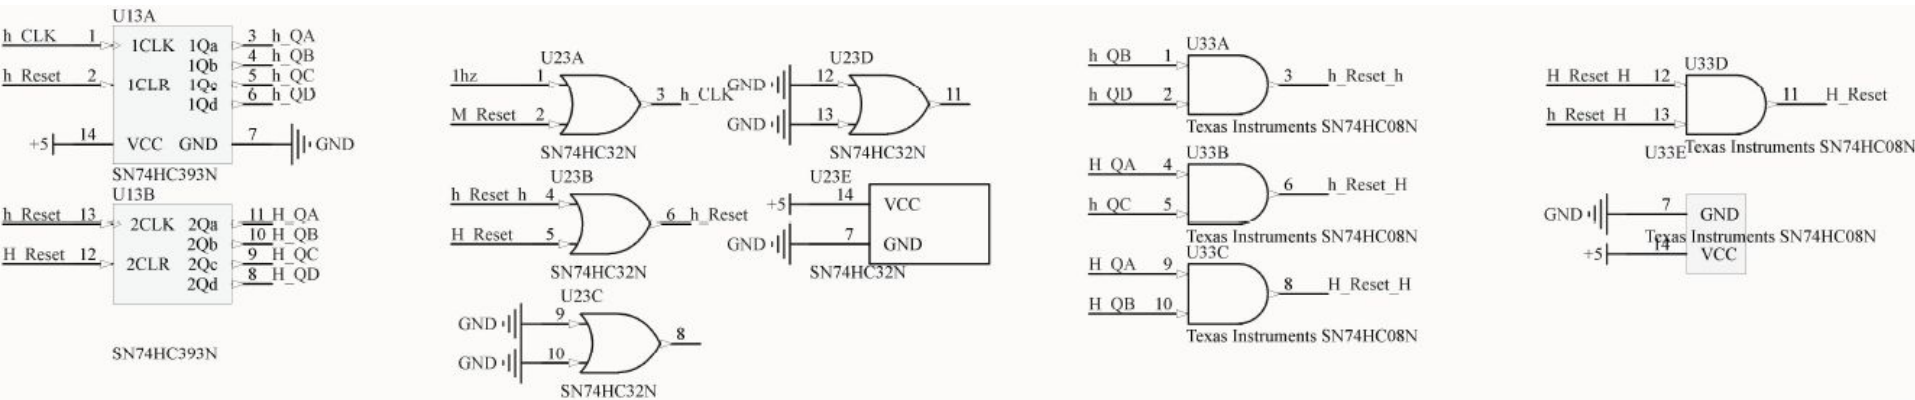 U13A
h_CLK 1 1CLK 1Qa 3 h_QA
1Qb 4 h_QB
h_Reset 2 1CLR 1Qc 5 h_QC
1Qd 6 h_QD
+5 14 VCC GND 7 GND
SN74HC393N
U13B
h_Reset 13 2CLK 2Qa 11 H_QA
2Qb 10 H_QB
H_Reset 12 2CLR 2Qc 9 H_QC
2Qd 8 H_QD
SN74HC393N
U23A
1hz 1
3 h_CLK
M_Reset 2
SN74HC32N
U23B
h_Reset_h 4
6 h_Reset
H_Reset 5
SN74HC32N
U23C
GND 9
8
GND 10
SN74HC32N
U23D
GND 12
11
GND 13
SN74HC32N
U23E
+5 14 VCC
GND 7 GND
SN74HC32N
U33A
h_QB 1
3 h_Reset_h
h_QD 2
Texas Instruments SN74HC08N
U33B
H_QA 4
6 h_Reset_H
h_QC 5
Texas Instruments SN74HC08N
U33C
H_QA 9
8 H_Reset_H
H_QB 10
Texas Instruments SN74HC08N
U33D
H_Reset_H 12
11 H_Reset
h_Reset_H 13
Texas Instruments SN74HC08N
U33E
GND 7 GND
Texas Instruments SN74HC08N
+5 14 VCC